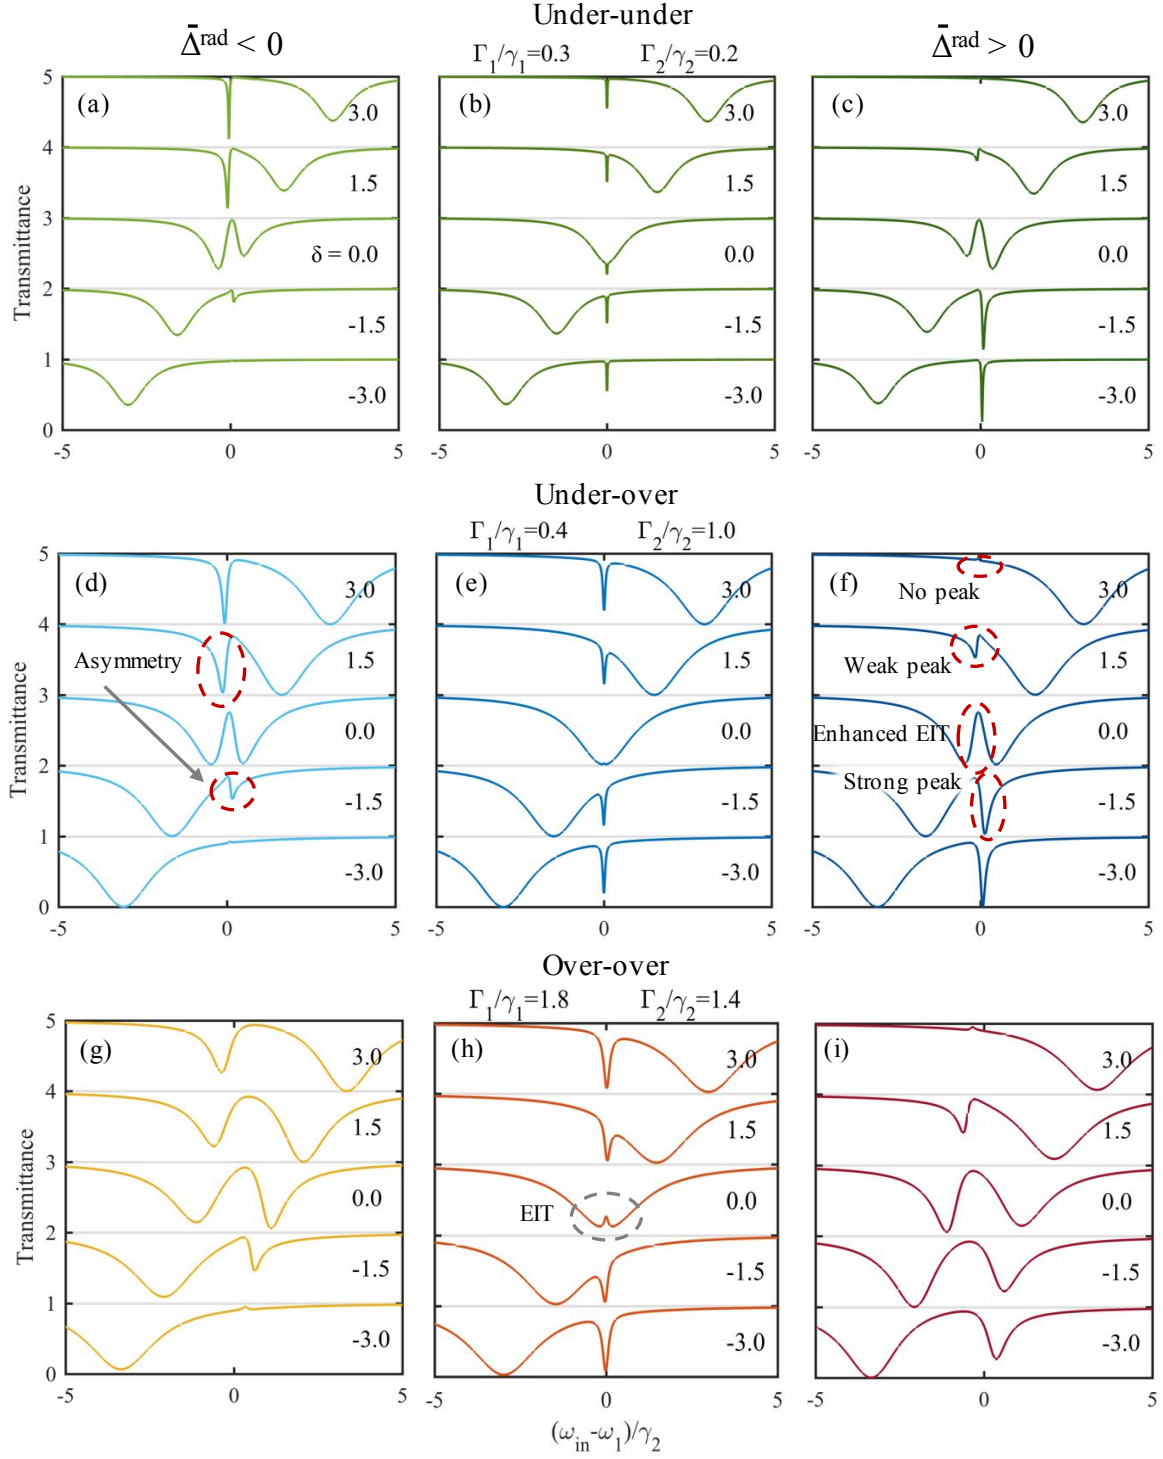 Under-under
Δ̄ʳᵃᵈ < 0
Γ₁/γ₁=0.3 Γ₂/γ₂=0.2
Δ̄ʳᵃᵈ > 0
(a)
3.0
1.5
δ = 0.0
-1.5
-3.0
Transmittance
5
4
3
2
1
0
-5 0 5
(b)
3.0
1.5
0.0
-1.5
-3.0
-5 0 5
(c)
3.0
1.5
0.0
-1.5
-3.0
-5 0 5
Under-over
Γ₁/γ₁=0.4 Γ₂/γ₂=1.0
(d)
3.0
Asymmetry
1.5
0.0
-1.5
-3.0
Transmittance
5
4
3
2
1
0
-5 0 5
(e)
3.0
1.5
0.0
-1.5
-3.0
-5 0 5
(f)
3.0
No peak
1.5
Weak peak
Enhanced EIT
0.0
Strong peak
-1.5
-3.0
-5 0 5
Over-over
Γ₁/γ₁=1.8 Γ₂/γ₂=1.4
(g)
3.0
1.5
0.0
-1.5
-3.0
Transmittance
5
4
3
2
1
0
-5 0 5
(h)
3.0
1.5
EIT
0.0
-1.5
-3.0
-5 0 5
(ω_in-ω₁)/γ₂
(i)
3.0
1.5
0.0
-1.5
-3.0
-5 0 5